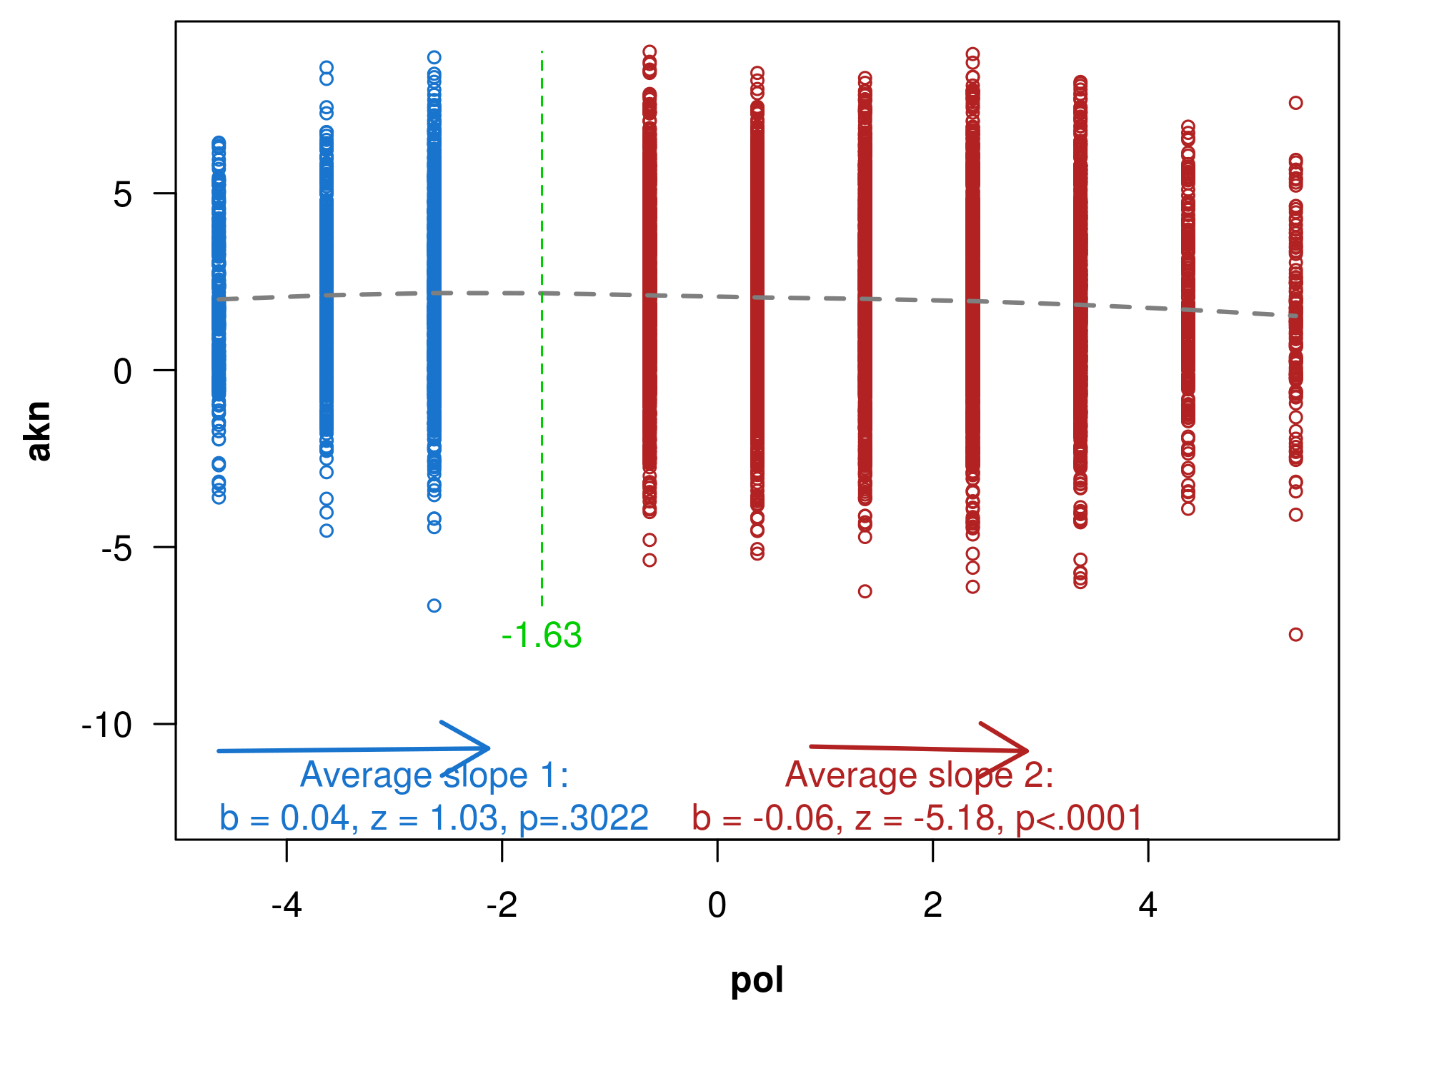 akn
5
0
-5
-10
-1.63
Average slope 1:
b = 0.04, z = 1.03, p=.3022
Average slope 2:
b = -0.06, z = -5.18, p<.0001
-4
-2
0
2
4
pol